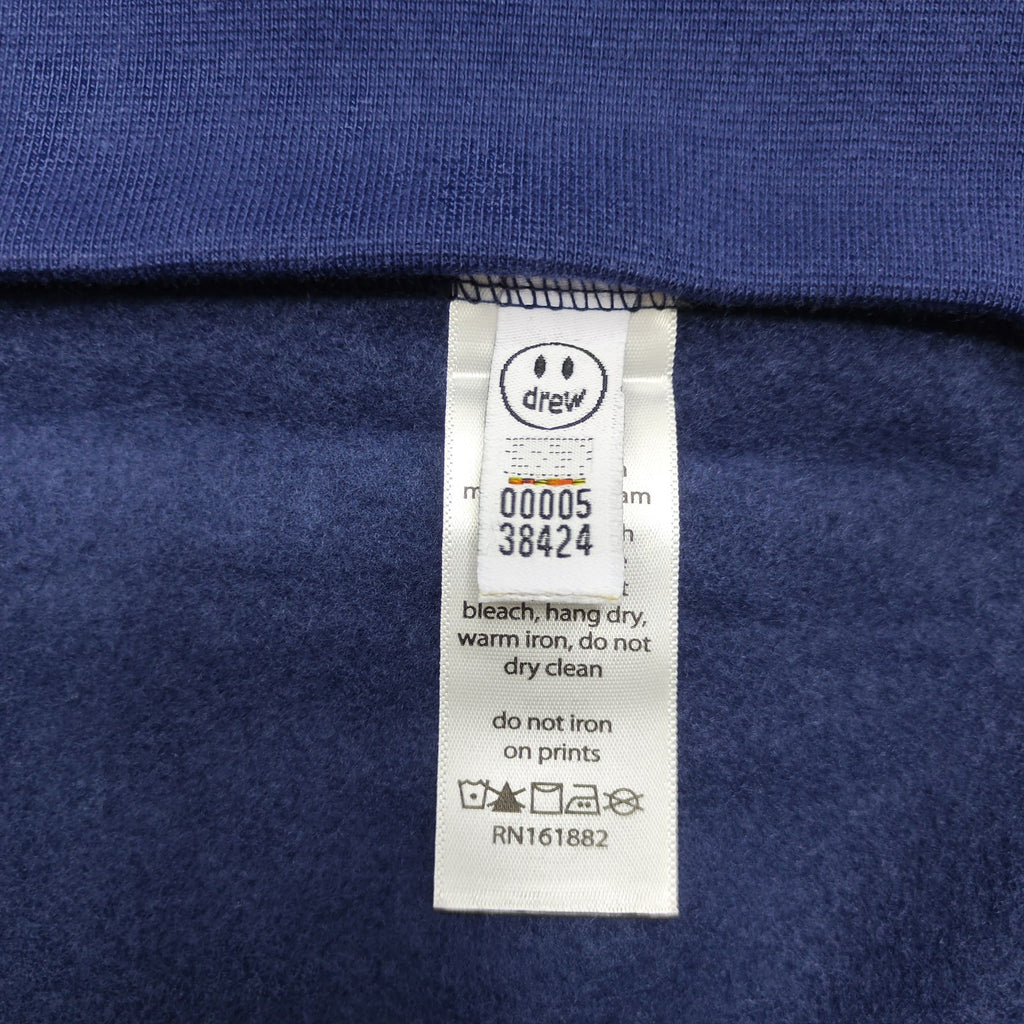 drew
00005
38424
bleach, hang dry,
warm iron, do not
dry clean
do not iron
on prints
RN161882